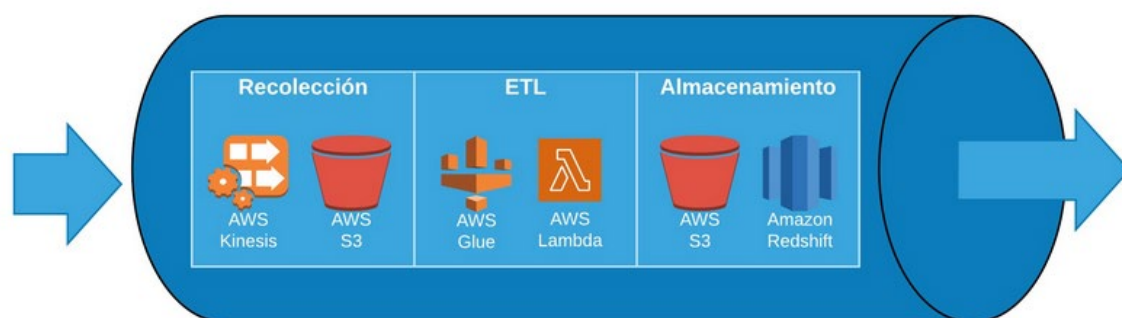 Recolección
ETL
Almacenamiento
AWS
Kinesis
AWS
S3
AWS
Glue
AWS
Lambda
AWS
S3
Amazon
Redshift